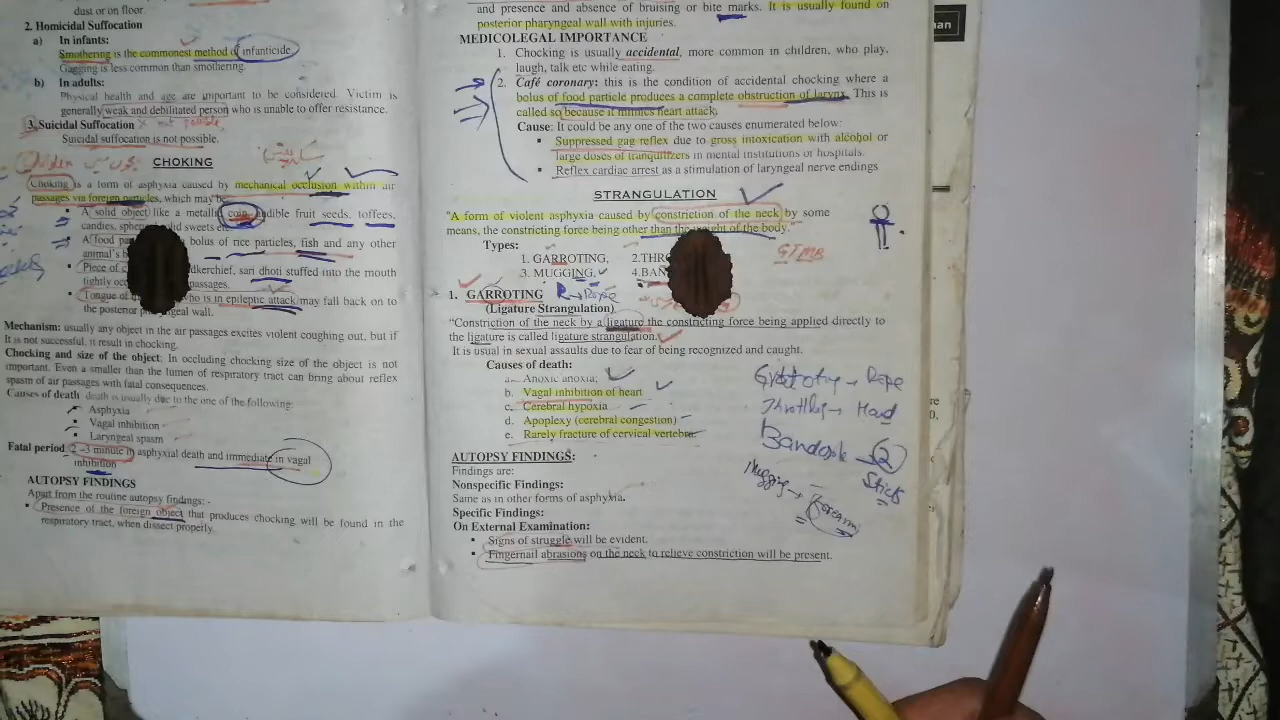 dust or on floor.
2. Homicidal Suffocation
a) In infants:
Smothering is the commonest method of infanticide.
Gagging is less common than smothering.
b) In adults:
Physical health and age are important to be considered. Victim is
generally weak and debilitated person who is unable to offer resistance.
3. Suicidal Suffocation x not possible
Suicidal suffocation is not possible.
CHOKING
Choking is a form of asphyxia caused by mechanical occlusion within air
passages via foreign particles, which may be
A solid object like a metallic coin, audible fruit seeds, toffees,
candies, sweets etc
A food bolus of rice particles, fish and any other
animal's
Piece of sari dhoti stuffed into the mouth
tightly passages.
Tongue of who is in epileptic attack may fall back on to
the posterior wall.
Mechanism: usually any object in the air passages excites violent coughing out, but if
It is not successful, it result in chocking.
Chocking and size of the object: In occluding chocking size of the object is not
important. Even a smaller than the lumen of respiratory tract can bring about reflex
spasm of air passages with fatal consequences.
Causes of death death is usually due to the one of the following:
Asphyxia
Vagal inhibition
Laryngeal spasm
Fatal period 2 –3 minute in asphyxial death and immediate in vagal
inhibition
AUTOPSY FINDINGS
Apart from the routine autopsy findings: -
Presence of the foreign object that produces chocking will be found in the
respiratory tract, when dissect properly.
and presence and absence of bruising or bite marks. It is usually found on
posterior pharyngeal wall with injuries.
MEDICOLEGAL IMPORTANCE
1. Chocking is usually accidental, more common in children, who play,
laugh, talk etc while eating.
2. Café coronary: this is the condition of accidental chocking where a
bolus of food particle produces a complete obstruction of larynx. This is
called so because it mimics heart attack.
Cause: It could be any one of the two causes enumerated below:
Suppressed gag reflex due to gross intoxication with alcohol or
large doses of tranquilizers in mental institutions or hospitals.
Reflex cardiac arrest as a stimulation of laryngeal nerve endings
STRANGULATION
"A form of violent asphyxia caused by constriction of the neck by some
means, the constricting force being other than the weight of the body."
Types:
1. GARROTING,
3. MUGGING,
GTMB
1. GARROTING R→Rope
(Ligature Strangulation)
"Constriction of the neck by a ligature the constricting force being applied directly to
the ligature is called ligature strangulation.
It is usual in sexual assaults due to fear of being recognized and caught.
Causes of death:
a. Anoxic anoxia;
b. Vagal inhibition of heart
c. Cerebral hypoxia
d. Apoplexy (cerebral congestion)
e. Rarely fracture of cervical vertebra.
→ Rope
→ Hand
2
Sticks
Mugging → Forearm
AUTOPSY FINDINGS:
Findings are:
Nonspecific Findings:
Same as in other forms of asphyxia.
Specific Findings:
On External Examination:
Signs of struggle will be evident.
Fingernail abrasions on the neck to relieve constriction will be present.